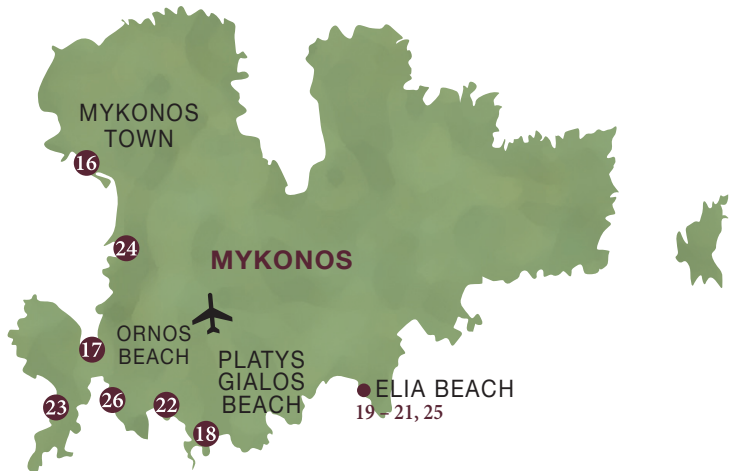 MYKONOS
TOWN
16
24
MYKONOS
17
ORNOS
BEACH
PLATYS
GIALOS
BEACH
ELIA BEACH
19 – 21, 25
23
26
22
18